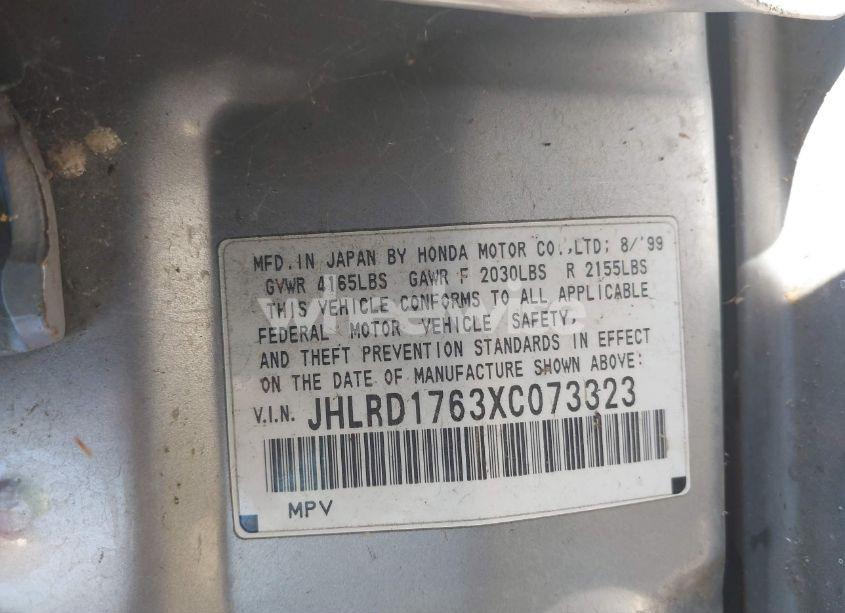 MFD. IN JAPAN BY HONDA MOTOR CO.,LTD; 8/'99
GVWR 4165LBS GAWR F 2030LBS R 2155LBS
THIS VEHICLE CONFORMS TO ALL APPLICABLE
FEDERAL MOTOR VEHICLE SAFETY,
AND THEFT PREVENTION STANDARDS IN EFFECT
ON THE DATE OF MANUFACTURE SHOWN ABOVE:
V.I.N. JHLRD1763XC073323
MPV